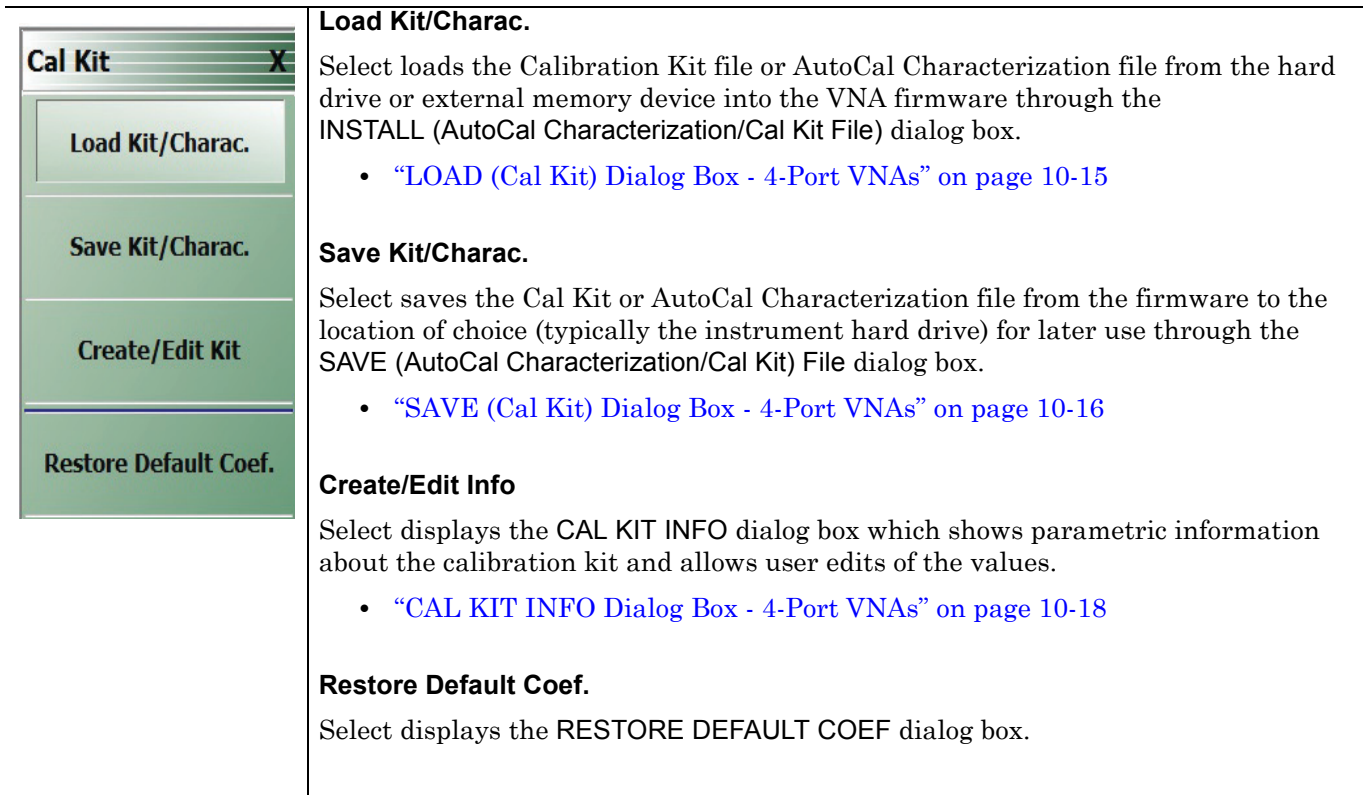 Cal Kit X
Load Kit/Charac.
Save Kit/Charac.
Create/Edit Kit
Restore Default Coef.
Load Kit/Charac.
Select loads the Calibration Kit file or AutoCal Characterization file from the hard
drive or external memory device into the VNA firmware through the
INSTALL (AutoCal Characterization/Cal Kit File) dialog box.
• “LOAD (Cal Kit) Dialog Box - 4-Port VNAs” on page 10-15
Save Kit/Charac.
Select saves the Cal Kit or AutoCal Characterization file from the firmware to the
location of choice (typically the instrument hard drive) for later use through the
SAVE (AutoCal Characterization/Cal Kit) File dialog box.
• “SAVE (Cal Kit) Dialog Box - 4-Port VNAs” on page 10-16
Create/Edit Info
Select displays the CAL KIT INFO dialog box which shows parametric information
about the calibration kit and allows user edits of the values.
• “CAL KIT INFO Dialog Box - 4-Port VNAs” on page 10-18
Restore Default Coef.
Select displays the RESTORE DEFAULT COEF dialog box.